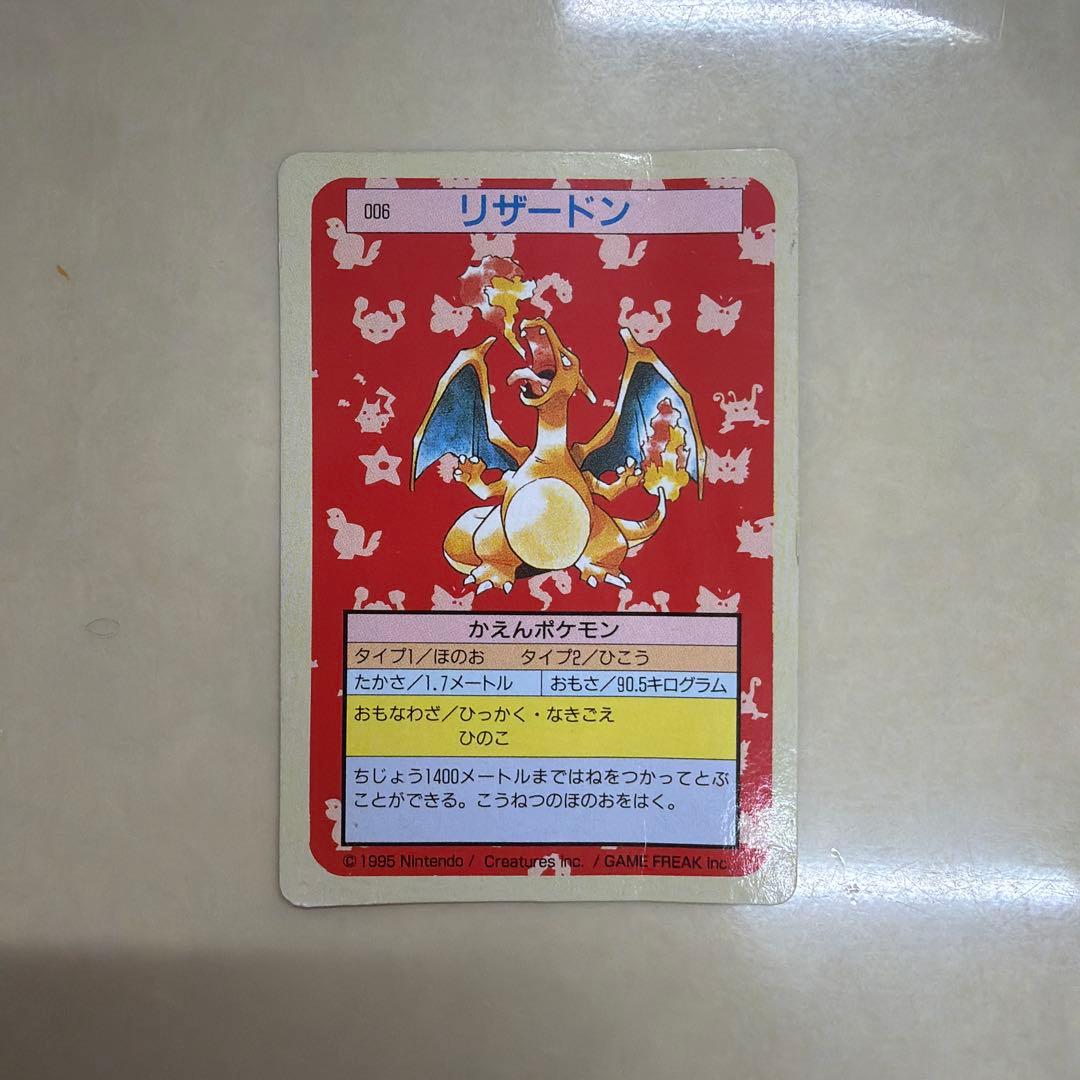 006 リザードン
かえんポケモン
タイプ1/ほのお タイプ2/ひこう
たかさ/1.7メートル おもさ/90.5キログラム
おもなわざ/ひっかく・なきごえ
ひのこ
ちじょう1400メートルまではねをつかってとぶ
ことができる。こうねつのほのおをはく。
© 1995 Nintendo / Creatures inc. / GAME FREAK inc.